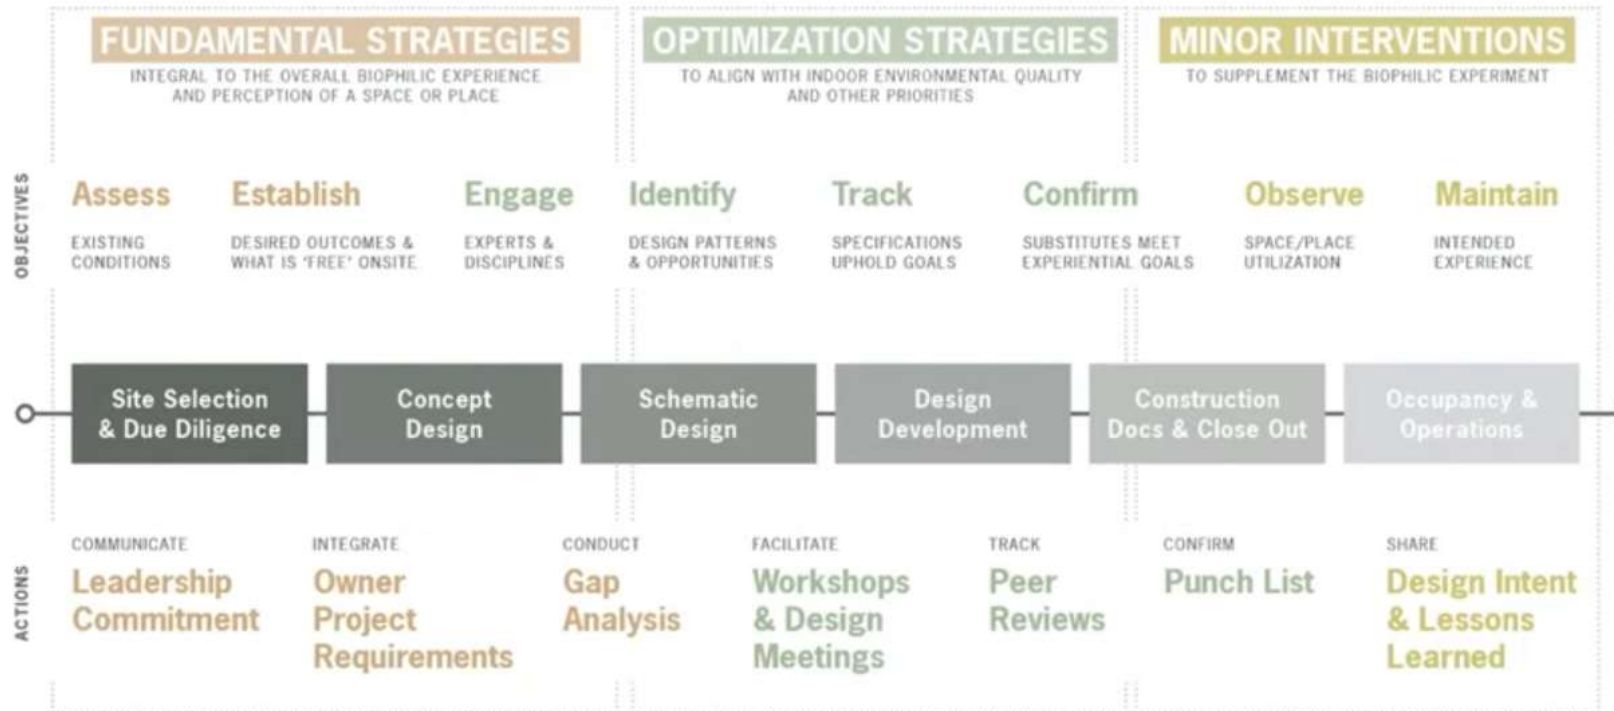 FUNDAMENTAL STRATEGIES
INTEGRAL TO THE OVERALL BIOPHILIC EXPERIENCE
AND PERCEPTION OF A SPACE OR PLACE
OPTIMIZATION STRATEGIES
TO ALIGN WITH INDOOR ENVIRONMENTAL QUALITY
AND OTHER PRIORITIES
MINOR INTERVENTIONS
TO SUPPLEMENT THE BIOPHILIC EXPERIMENT
OBJECTIVES
Assess
EXISTING
CONDITIONS
Establish
DESIRED OUTCOMES &
WHAT IS 'FREE' ONSITE
Engage
EXPERTS &
DISCIPLINES
Identify
DESIGN PATTERNS
& OPPORTUNITIES
Track
SPECIFICATIONS
UPHOLD GOALS
Confirm
SUBSTITUTES MEET
EXPERIENTIAL GOALS
Observe
SPACE/PLACE
UTILIZATION
Maintain
INTENDED
EXPERIENCE
Site Selection
& Due Diligence
Concept
Design
Schematic
Design
Design
Development
Construction
Docs & Close Out
Occupancy &
Operations
ACTIONS
COMMUNICATE
Leadership
Commitment
INTEGRATE
Owner
Project
Requirements
CONDUCT
Gap
Analysis
FACILITATE
Workshops
& Design
Meetings
TRACK
Peer
Reviews
CONFIRM
Punch List
SHARE
Design Intent
& Lessons
Learned